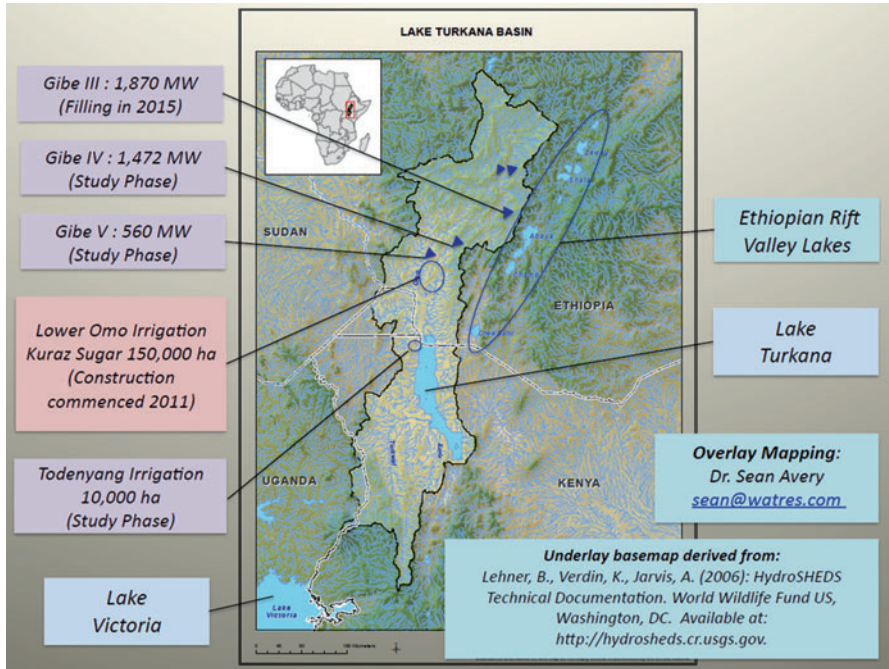 LAKE TURKANA BASIN
Gibe III : 1,870 MW
(Filling in 2015)
Gibe IV : 1,472 MW
(Study Phase)
Gibe V : 560 MW
(Study Phase)
Lower Omo Irrigation
Kuraz Sugar 150,000 ha
(Construction
commenced 2011)
Todenyang Irrigation
10,000 ha
(Study Phase)
Lake
Victoria
SUDAN
ETHIOPIA
UGANDA
KENYA
Lake
Victoria
Ethiopian Rift
Valley Lakes
Lake
Turkana
Overlay Mapping:
Dr. Sean Avery
sean@watres.com
Underlay basemap derived from:
Lehner, B., Verdin, K., Jarvis, A. (2006): HydroSHEDS
Technical Documentation. World Wildlife Fund US,
Washington, DC. Available at:
http://hydrosheds.cr.usgs.gov.